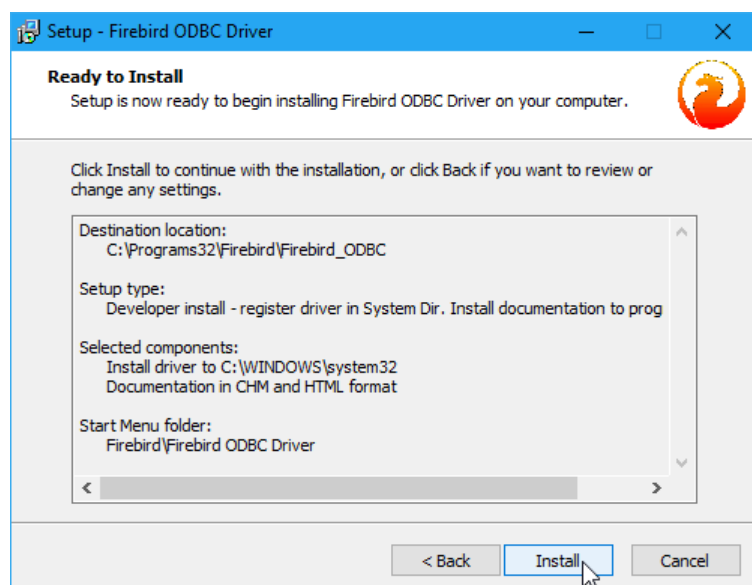 Setup - Firebird ODBC Driver
Ready to Install
Setup is now ready to begin installing Firebird ODBC Driver on your computer.
Click Install to continue with the installation, or click Back if you want to review or
change any settings.
Destination location:
C:\Programs32\Firebird\Firebird_ODBC
Setup type:
Developer install - register driver in System Dir. Install documentation to prog
Selected components:
Install driver to C:\WINDOWS\system32
Documentation in CHM and HTML format
Start Menu folder:
Firebird\Firebird ODBC Driver
< Back Install Cancel